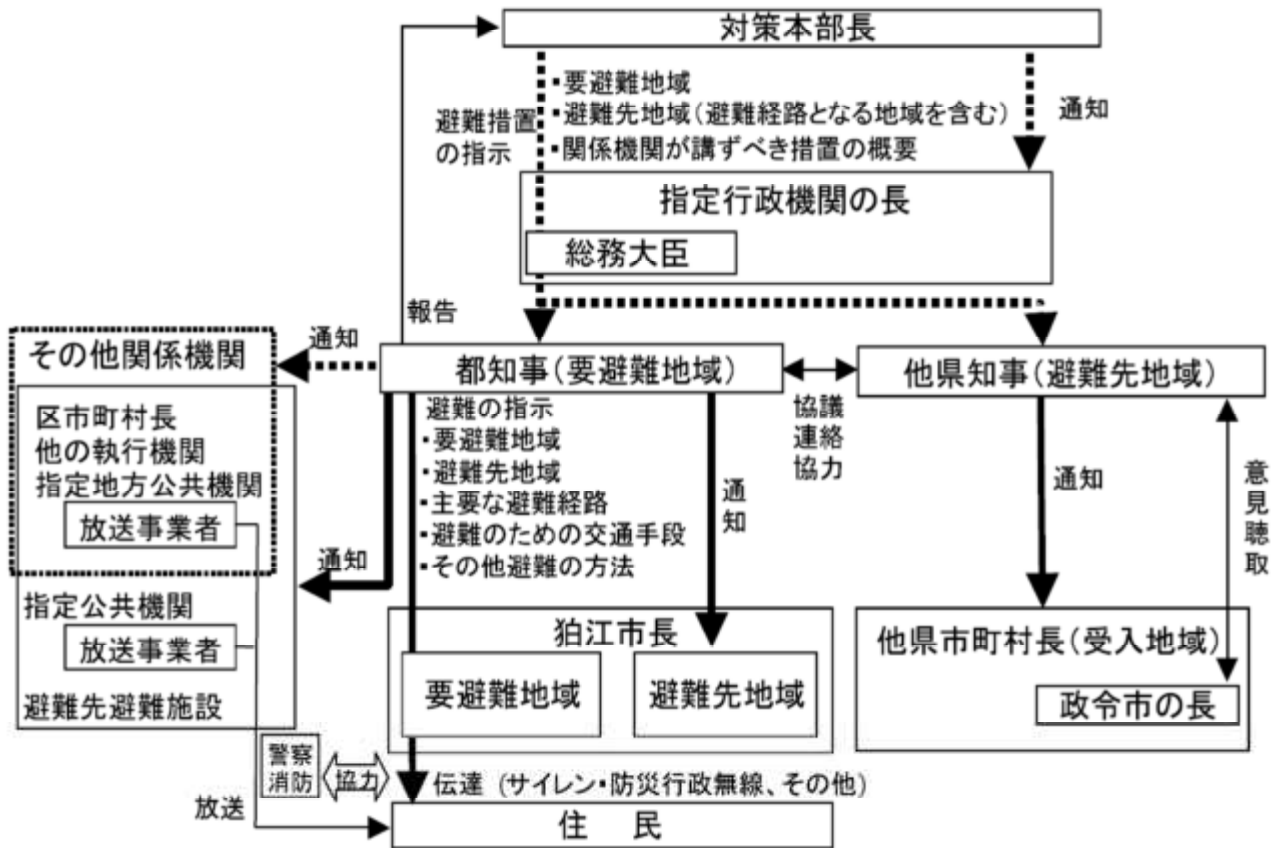 対策本部長
・要避難地域
・避難先地域(避難経路となる地域を含む)
・関係機関が講ずべき措置の概要
避難措置
の指示
通知
指定行政機関の長
総務大臣
報告
通知
その他関係機関
都知事(要避難地域)
他県知事(避難先地域)
協議
連絡
協力
区市町村長
他の執行機関
指定地方公共機関
放送事業者
避難の指示
・要避難地域
・避難先地域
・主要な避難経路
・避難のための交通手段
・その他避難の方法
通知
通知
通知
意見聴取
指定公共機関
放送事業者
避難先避難施設
狛江市長
要避難地域
避難先地域
他県市町村長(受入地域)
政令市の長
警察
消防
協力
伝達 (サイレン・防災行政無線、その他)
放送
住 民